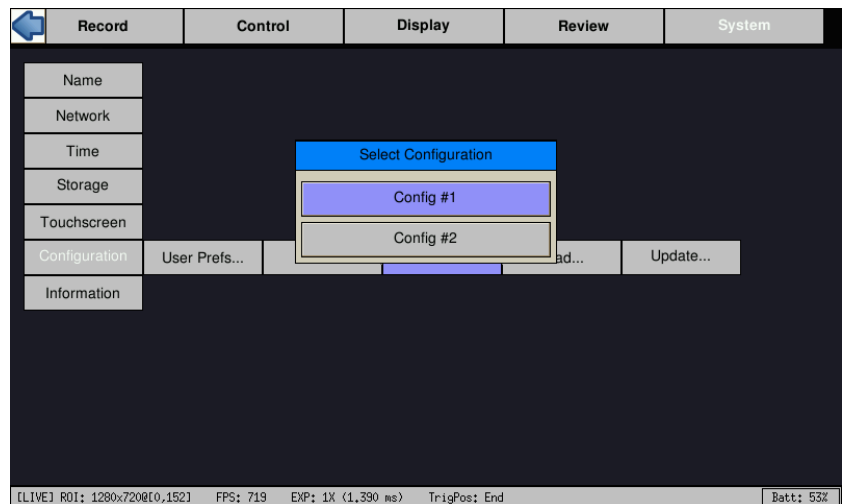 Record Control Display Review System
Name
Network
Time
Select Configuration
Storage
Config #1
Touchscreen
Config #2
Configuration User Prefs... ad... Update...
Information
[LIVE] ROI: 1280x720@[0,152] FPS: 719 EXP: 1X (1.390 ms) TrigPos: End Batt: 53%